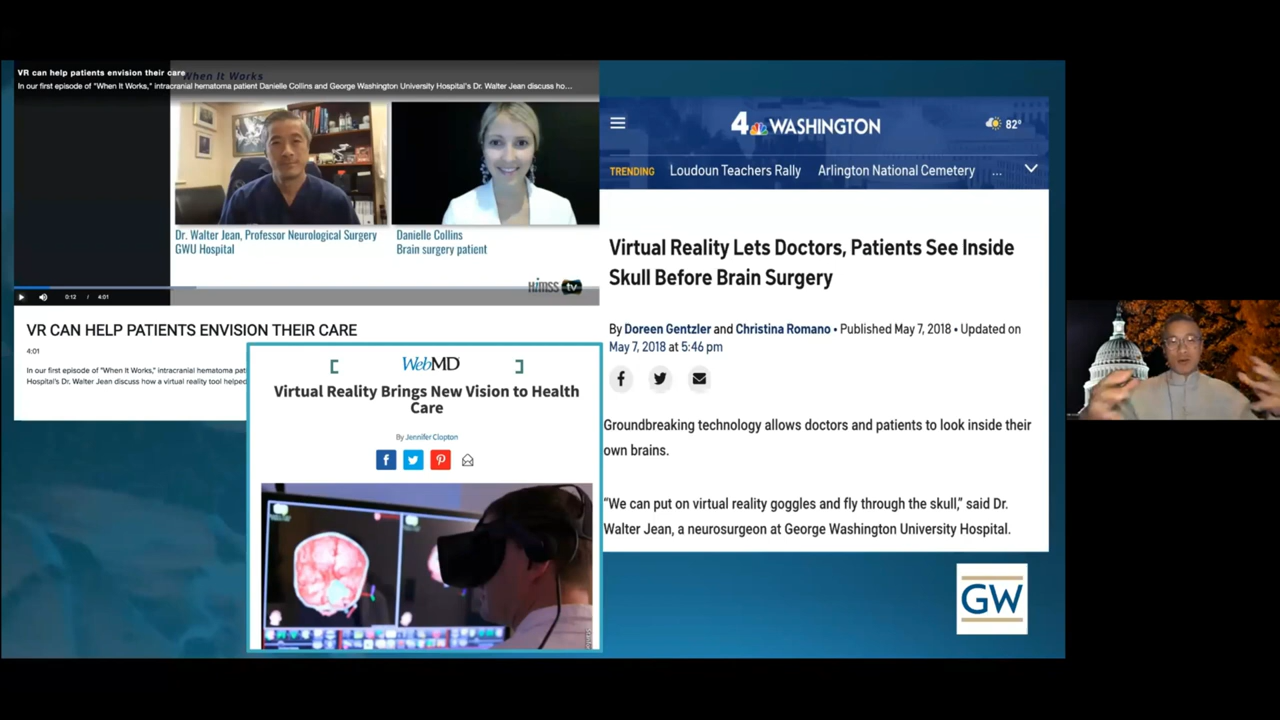 VR can help patients envision their care
When It Works
In our first episode of "When It Works," intracranial hematoma patient Danielle Collins and George Washington University Hospital's Dr. Walter Jean discuss ho...
Dr. Walter Jean, Professor Neurological Surgery
GWU Hospital
Danielle Collins
Brain surgery patient
HiMSS tv
0:12 / 4:01
VR CAN HELP PATIENTS ENVISION THEIR CARE
4:01
In our first episode of "When It Works," intracranial hematoma pat
Hospital's Dr. Walter Jean discuss how a virtual reality tool helped
[ WebMD ]
Virtual Reality Brings New Vision to Health
Care
By Jennifer Clopton
4 WASHINGTON
82°
TRENDING Loudoun Teachers Rally Arlington National Cemetery ...
Virtual Reality Lets Doctors, Patients See Inside
Skull Before Brain Surgery
By Doreen Gentzler and Christina Romano • Published May 7, 2018 • Updated on
May 7, 2018 at 5:46 pm
Groundbreaking technology allows doctors and patients to look inside their
own brains.
"We can put on virtual reality goggles and fly through the skull," said Dr.
Walter Jean, a neurosurgeon at George Washington University Hospital.
GW